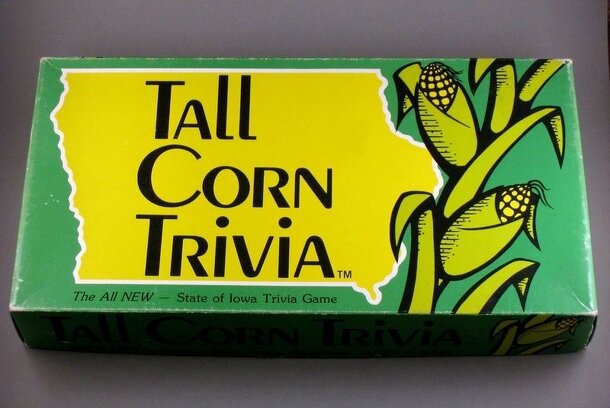 Tall
Corn
Trivia™
The All NEW — State of Iowa Trivia Game
Tall Corn Trivia